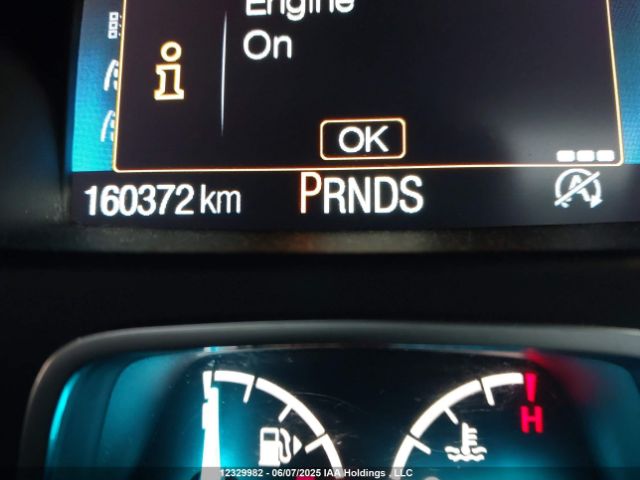 Engine
On
OK
160372 km PRNDS
A
H
12329982 - 06/07/2025 IAA Holdings , LLC